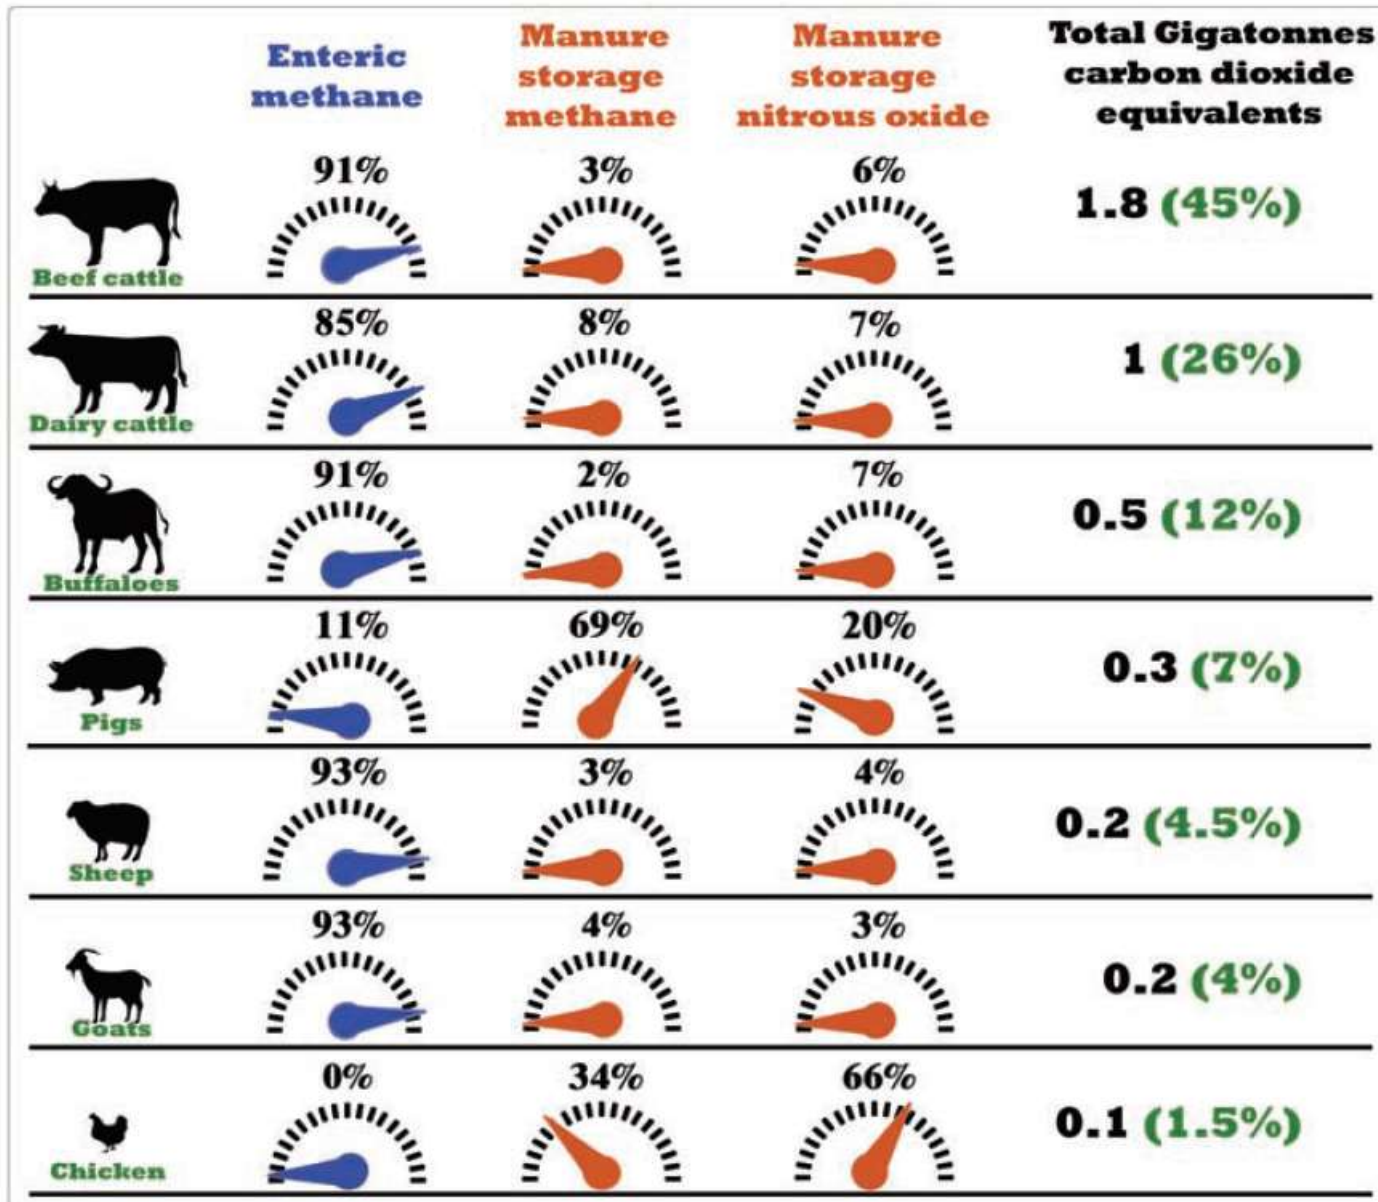 Enteric
methane
Manure
storage
methane
Manure
storage
nitrous oxide
Total Gigatonnes
carbon dioxide
equivalents
91% 3% 6%
1.8 (45%)
Beef cattle
85% 8% 7%
1 (26%)
Dairy cattle
91% 2% 7%
0.5 (12%)
Buffaloes
11% 69% 20%
0.3 (7%)
Pigs
93% 3% 4%
0.2 (4.5%)
Sheep
93% 4% 3%
0.2 (4%)
Goats
0% 34% 66%
0.1 (1.5%)
Chicken